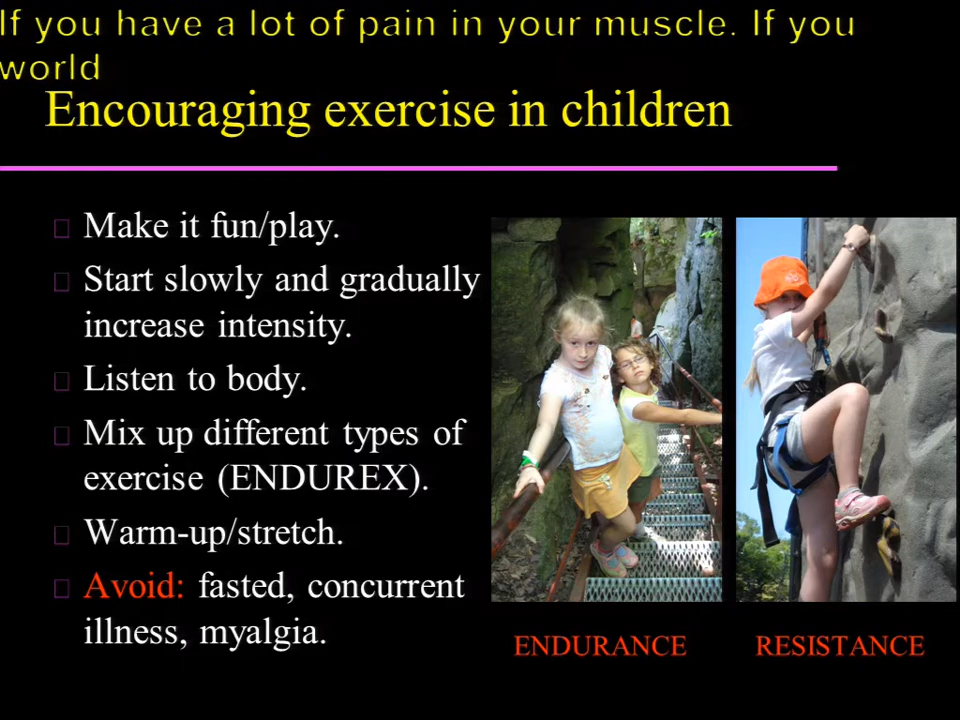 If you have a lot of pain in your muscle. If you
world
Encouraging exercise in children
Make it fun/play.
Start slowly and gradually
increase intensity.
Listen to body.
Mix up different types of
exercise (ENDUREX).
Warm-up/stretch.
Avoid: fasted, concurrent
illness, myalgia.
ENDURANCE
RESISTANCE